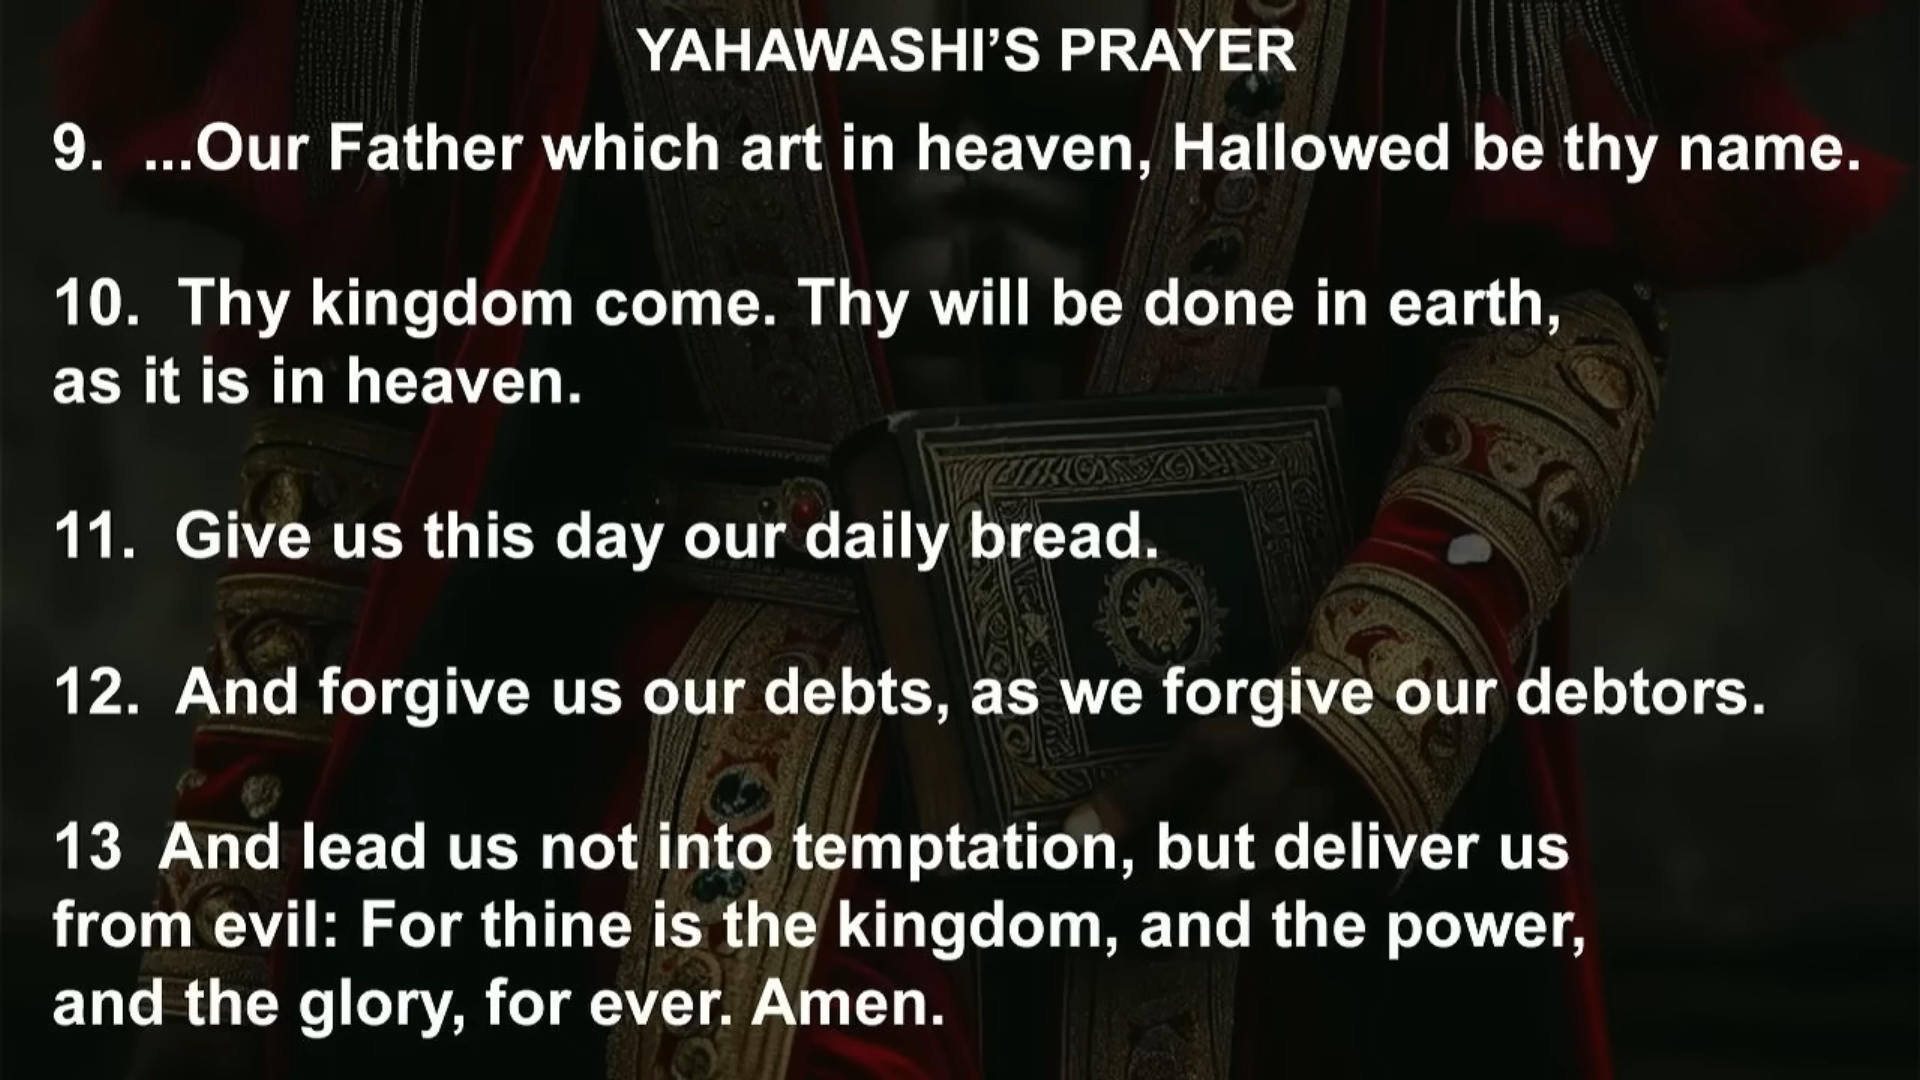 YAHAWASHI’S PRAYER
9. ...Our Father which art in heaven, Hallowed be thy name.
10. Thy kingdom come. Thy will be done in earth,
as it is in heaven.
11. Give us this day our daily bread.
12. And forgive us our debts, as we forgive our debtors.
13 And lead us not into temptation, but deliver us
from evil: For thine is the kingdom, and the power,
and the glory, for ever. Amen.